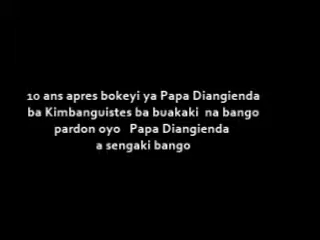 10 ans apres bokeyi ya Papa Diangienda
ba Kimbanguistes ba buakaki na bango
pardon oyo Papa Diangienda
a sengaki bango